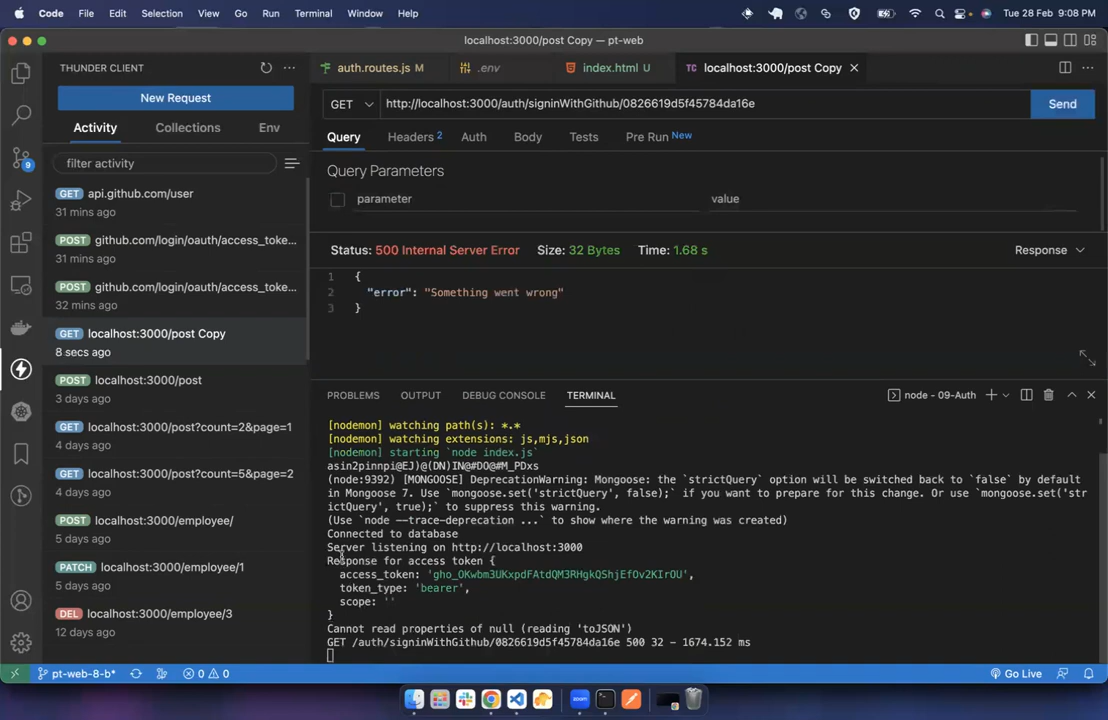 Code File Edit Selection View Go Run Terminal Window Help Tue 28 Feb 9:08 PM
localhost:3000/post Copy — pt-web
THUNDER CLIENT
New Request
Activity Collections Env
filter activity
GET api.github.com/user
31 mins ago
POST github.com/login/oauth/access_toke...
31 mins ago
POST github.com/login/oauth/access_toke...
32 mins ago
GET localhost:3000/post Copy
8 secs ago
POST localhost:3000/post
3 days ago
GET localhost:3000/post?count=2&page=1
4 days ago
GET localhost:3000/post?count=5&page=2
4 days ago
POST localhost:3000/employee/
5 days ago
PATCH localhost:3000/employee/1
5 days ago
DEL localhost:3000/employee/3
12 days ago
JS auth.routes.js M .env index.html U TC localhost:3000/post Copy
GET http://localhost:3000/auth/signinWithGithub/0826619d5f45784da16e Send
Query Headers 2 Auth Body Tests Pre Run New
Query Parameters
parameter value
Status: 500 Internal Server Error Size: 32 Bytes Time: 1.68 s Response
1 {
2 "error": "Something went wrong"
3 }
PROBLEMS OUTPUT DEBUG CONSOLE TERMINAL node - 09-Auth
[nodemon] watching path(s): *.*
[nodemon] watching extensions: js,mjs,json
[nodemon] starting `node index.js`
asin2pinnpi@EJ)@(DN)IN@#DO@#M_PDxs
(node:9392) [MONGOOSE] DeprecationWarning: Mongoose: the `strictQuery` option will be switched back to `false` by default
in Mongoose 7. Use `mongoose.set('strictQuery', false);` if you want to prepare for this change. Or use `mongoose.set('str
ictQuery', true);` to suppress this warning.
(Use `node --trace-deprecation ...` to show where the warning was created)
Connected to database
Server listening on http://localhost:3000
Response for access token {
access_token: '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',
token_type: 'bearer',
scope: ''
}
Cannot read properties of null (reading 'toJSON')
GET /auth/signinWithGithub/0826619d5f45784da16e 500 32 - 1674.152 ms
pt-web-8-b* 0 0 Go Live
9
zoom